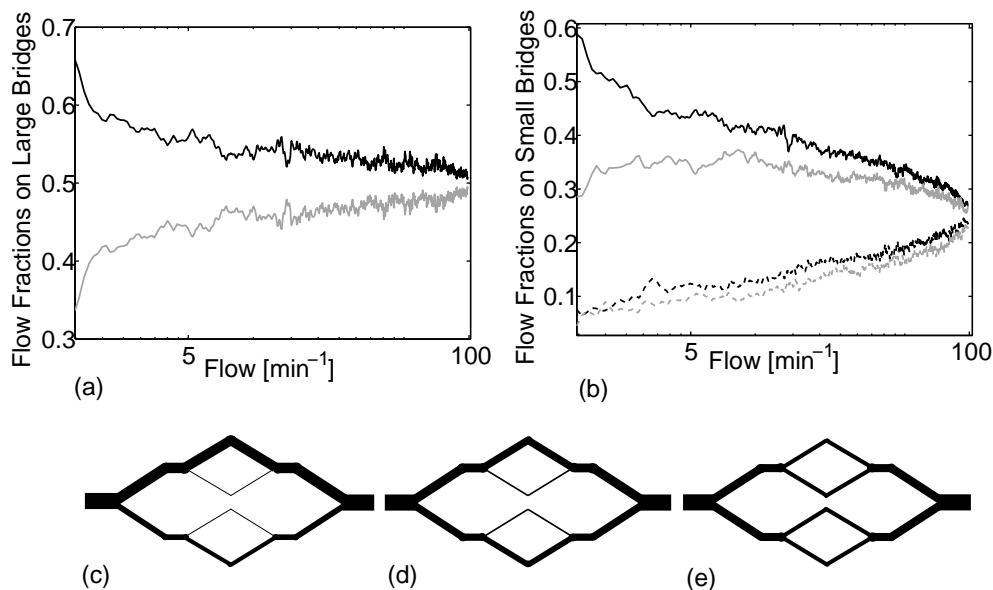 Flow Fractions on Large Bridges
0.7
0.6
0.5
0.4
0.3
5
100
Flow [min⁻¹]
(a)
Flow Fractions on Small Bridges
0.6
0.5
0.4
0.3
0.2
0.1
5
100
Flow [min⁻¹]
(b)
(c)
(d)
(e)